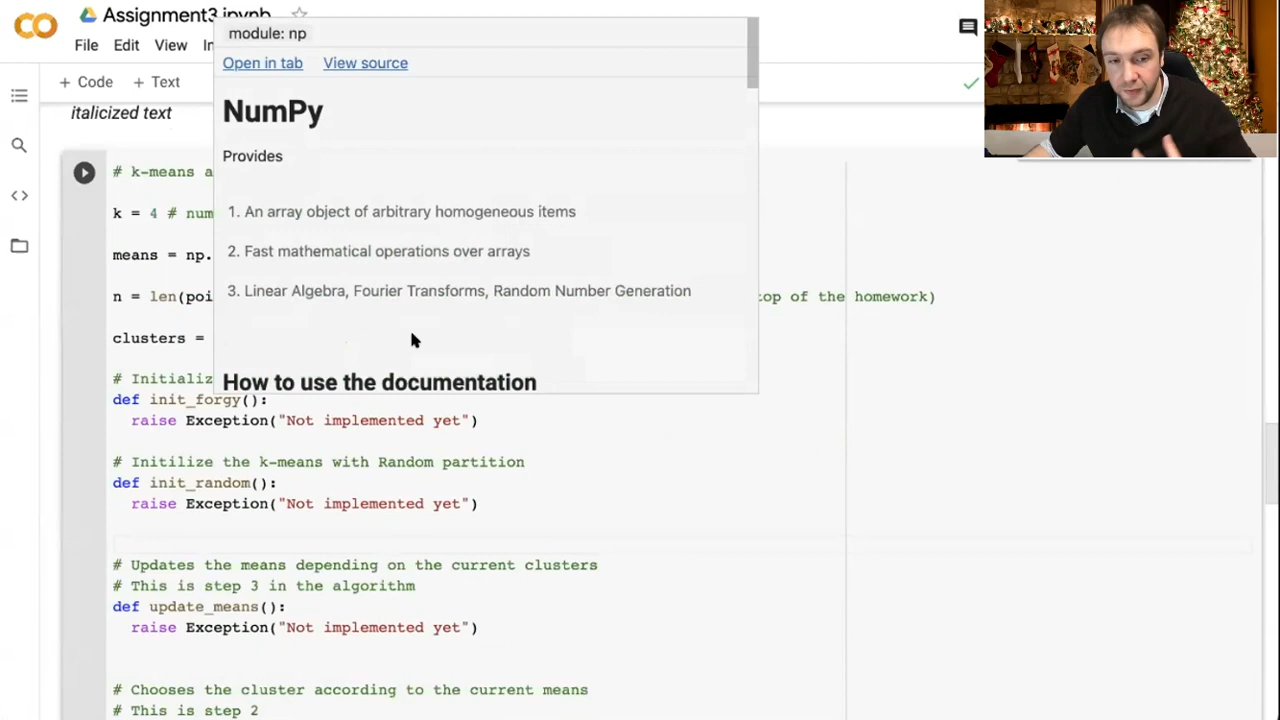 CO
Assignment3.ipynb
File Edit View In
module: np
Open in tab View source
+ Code + Text
italicized text
NumPy
Provides
1. An array object of arbitrary homogeneous items
2. Fast mathematical operations over arrays
3. Linear Algebra, Fourier Transforms, Random Number Generation
How to use the documentation
# k-means a
k = 4 # num
means = np.
n = len(poi top of the homework)
clusters =
# Initializ
def init_forgy():
raise Exception("Not implemented yet")
# Initilize the k-means with Random partition
def init_random():
raise Exception("Not implemented yet")
# Updates the means depending on the current clusters
# This is step 3 in the algorithm
def update_means():
raise Exception("Not implemented yet")
# Chooses the cluster according to the current means
# This is step 2